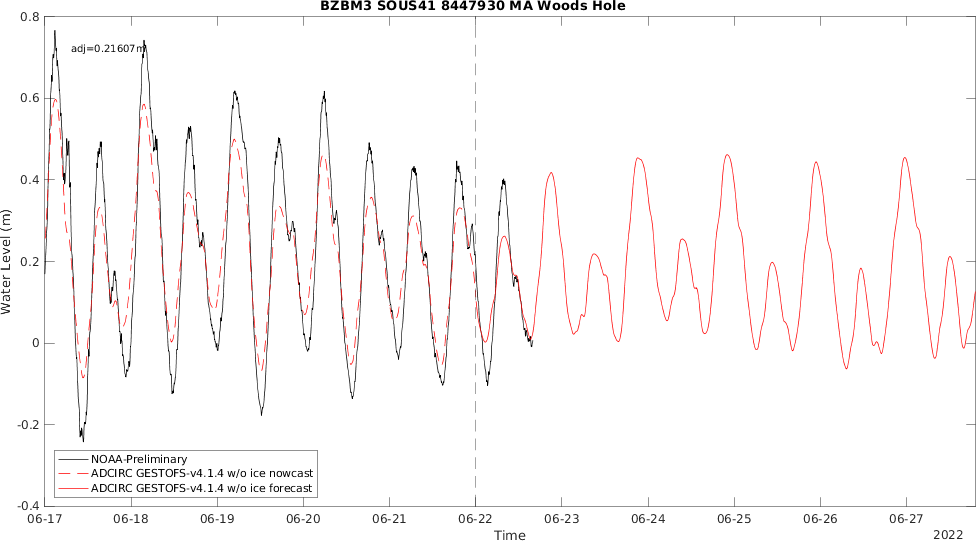 BZBM3 SOUS41 8447930 MA Woods Hole
adj=0.21607m
Water Level (m)
0.8
0.6
0.4
0.2
0
-0.2
-0.4
NOAA-Preliminary
ADCIRC GESTOFS-v4.1.4 w/o ice nowcast
ADCIRC GESTOFS-v4.1.4 w/o ice forecast
06-17 06-18 06-19 06-20 06-21 06-22 06-23 06-24 06-25 06-26 06-27
Time
2022